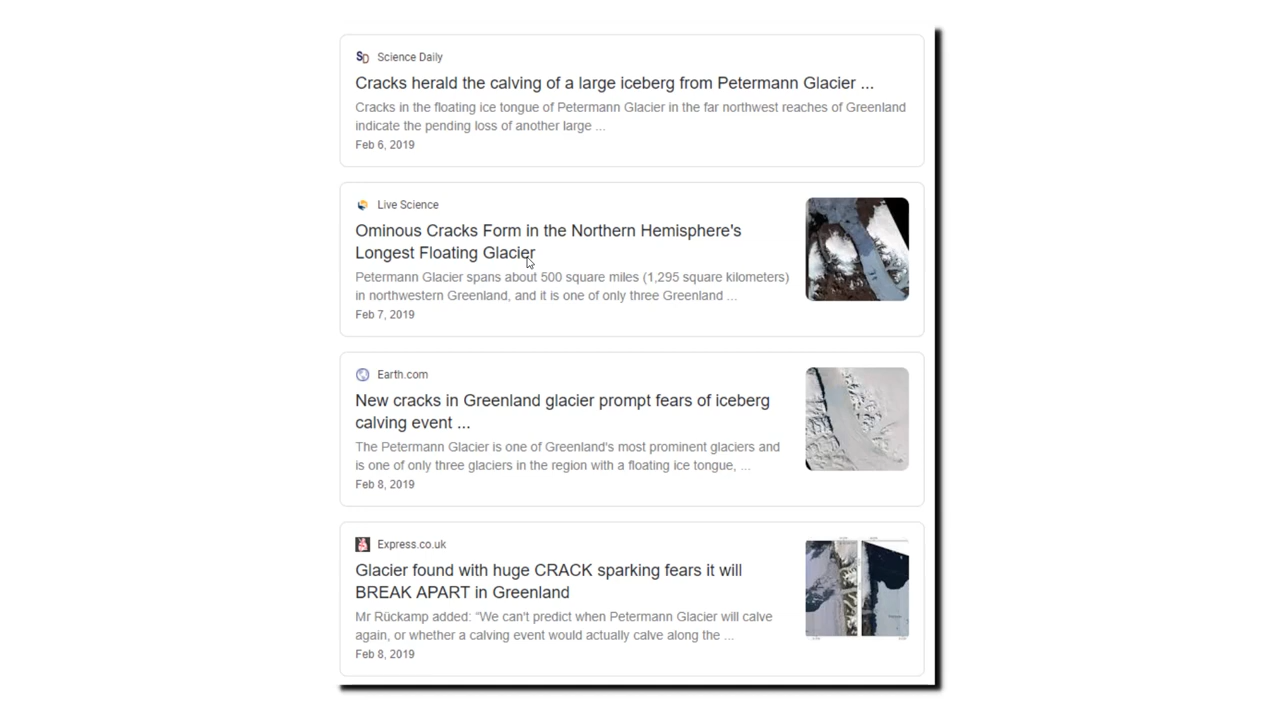 Science Daily
Cracks herald the calving of a large iceberg from Petermann Glacier ...
Cracks in the floating ice tongue of Petermann Glacier in the far northwest reaches of Greenland
indicate the pending loss of another large ...
Feb 6, 2019
Live Science
Ominous Cracks Form in the Northern Hemisphere's
Longest Floating Glacier
Petermann Glacier spans about 500 square miles (1,295 square kilometers)
in northwestern Greenland, and it is one of only three Greenland ...
Feb 7, 2019
Earth.com
New cracks in Greenland glacier prompt fears of iceberg
calving event ...
The Petermann Glacier is one of Greenland's most prominent glaciers and
is one of only three glaciers in the region with a floating ice tongue, ...
Feb 8, 2019
Express.co.uk
Glacier found with huge CRACK sparking fears it will
BREAK APART in Greenland
Mr Rückamp added: “We can't predict when Petermann Glacier will calve
again, or whether a calving event would actually calve along the ...
Feb 8, 2019